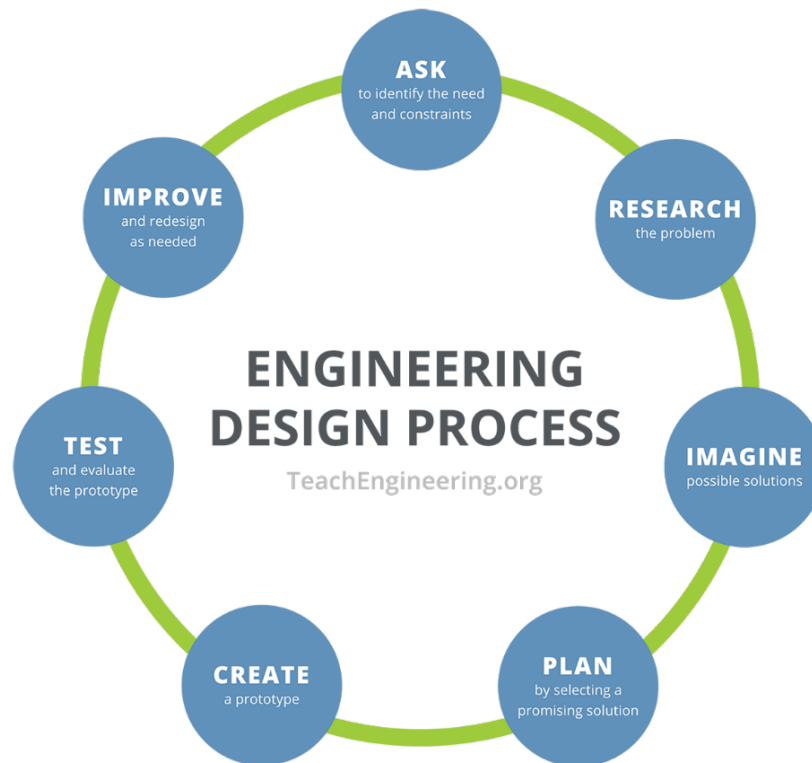 ASK
to identify the need
and constraints
RESEARCH
the problem
IMAGINE
possible solutions
PLAN
by selecting a
promising solution
CREATE
a prototype
TEST
and evaluate
the prototype
IMPROVE
and redesign
as needed
ENGINEERING
DESIGN PROCESS
TeachEngineering.org